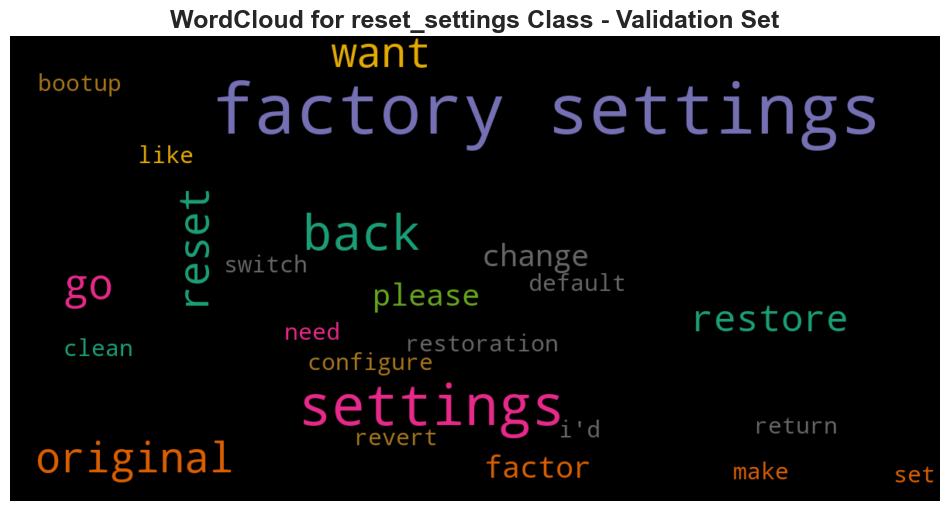 WordCloud for reset_settings Class - Validation Set
want
bootup
factory settings
like
reset
back
change
switch
go
default
please
restore
need
restoration
clean
configure
settings
i'd
return
revert
original
factor
make
set